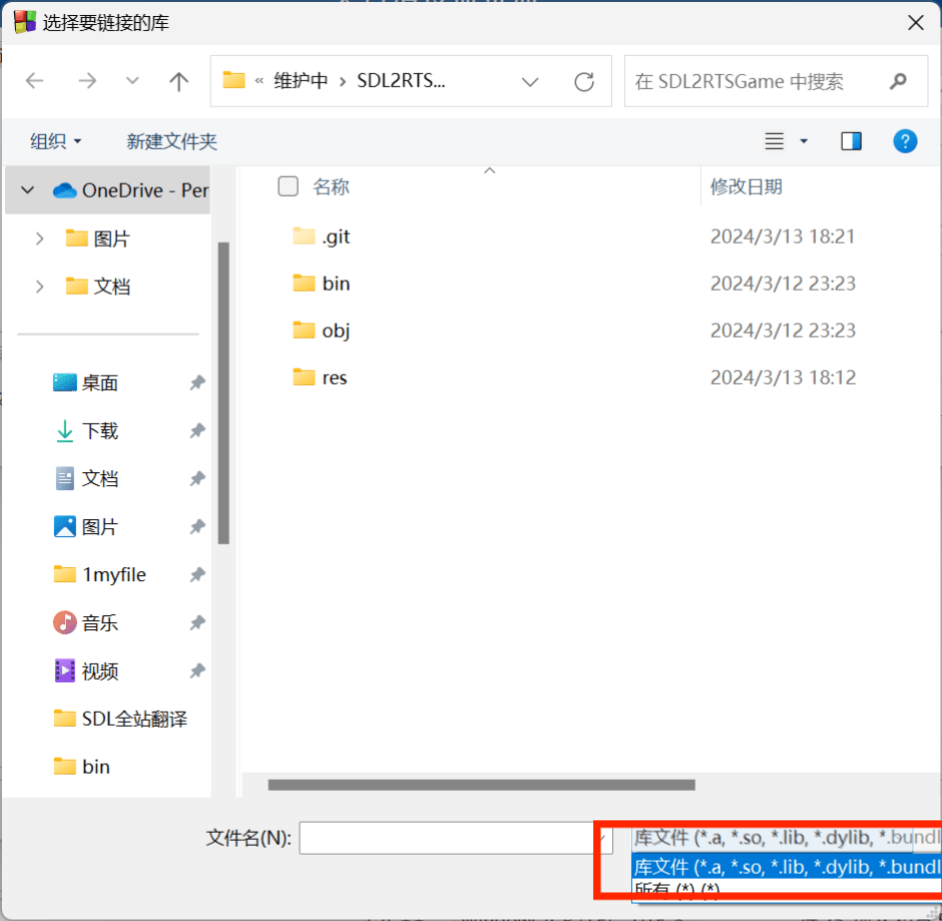 选择要链接的库
« 维护中 › SDL2RTS...
在 SDL2RTSGame 中搜索
组织
新建文件夹
?
OneDrive - Per
图片
文档
桌面
下载
文档
图片
1myfile
音乐
视频
SDL全站翻译
bin
名称
修改日期
.git
2024/3/13 18:21
bin
2024/3/12 23:23
obj
2024/3/12 23:23
res
2024/3/13 18:12
文件名(N):
库文件 (*.a, *.so, *.lib, *.dylib, *.bundl
库文件 (*.a, *.so, *.lib, *.dylib, *.bundl
所有 (*) (*)